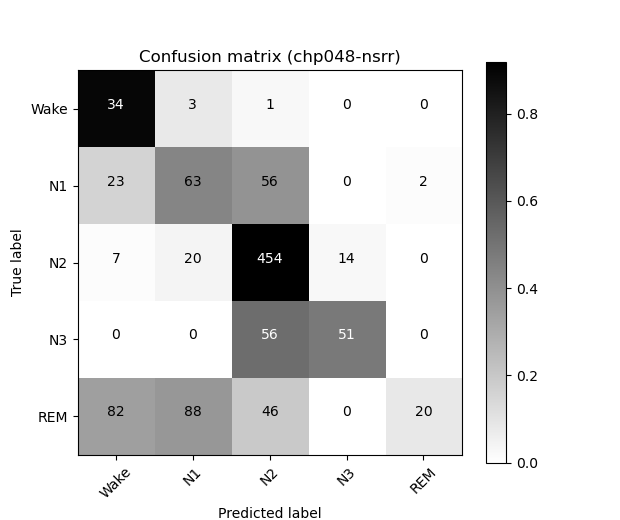 Confusion matrix (chp048-nsrr)
Wake 34 3 1 0 0
N1 23 63 56 0 2
N2 7 20 454 14 0
N3 0 0 56 51 0
REM 82 88 46 0 20
Wake N1 N2 N3 REM
Predicted label
True label
0.8
0.6
0.4
0.2
0.0